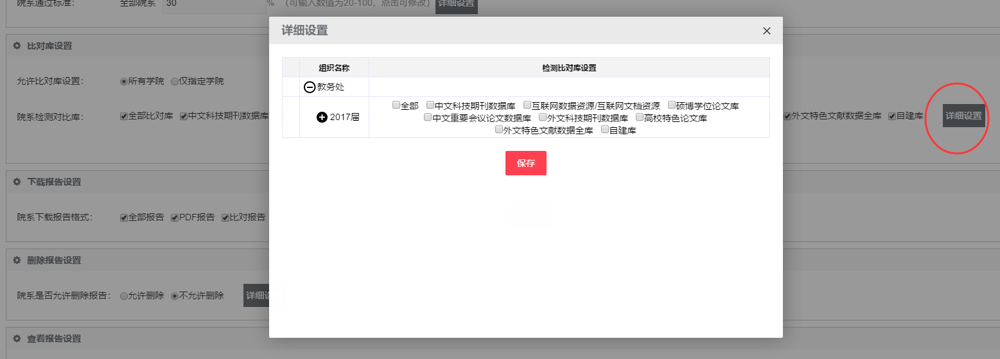 院系通过标准： 全部院系 30 % （可输入数值为20-100，点击可修改） 详细设置
详细设置
比对库设置
组织名称 检测比对库设置
允许比对库设置： 所有学院 仅指定学院
教务处
全部 中文科技期刊数据库 互联网数据资源/互联网文档资源 硕博学位论文库
院系检测对比库： 全部比对库 中文科技期刊数据库 2017届 中文重要会议论文数据库 外文科技期刊数据库 高校特色论文库 外文特色文献数据全库 自建库 详细设置
外文特色文献数据全库 自建库
保存
下载报告设置
院系下载报告格式： 全部报告 PDF报告 比对报告
删除报告设置
院系是否允许删除报告： 允许删除 不允许删除 详细
查看报告设置